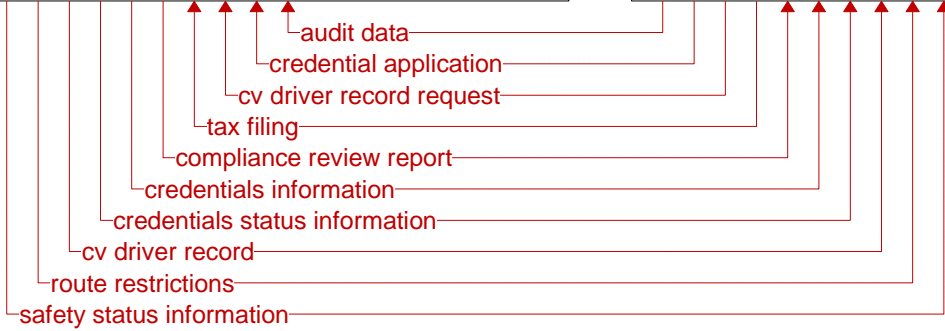 audit data
credential application
cv driver record request
tax filing
compliance review report
credentials information
credentials status information
cv driver record
route restrictions
safety status information